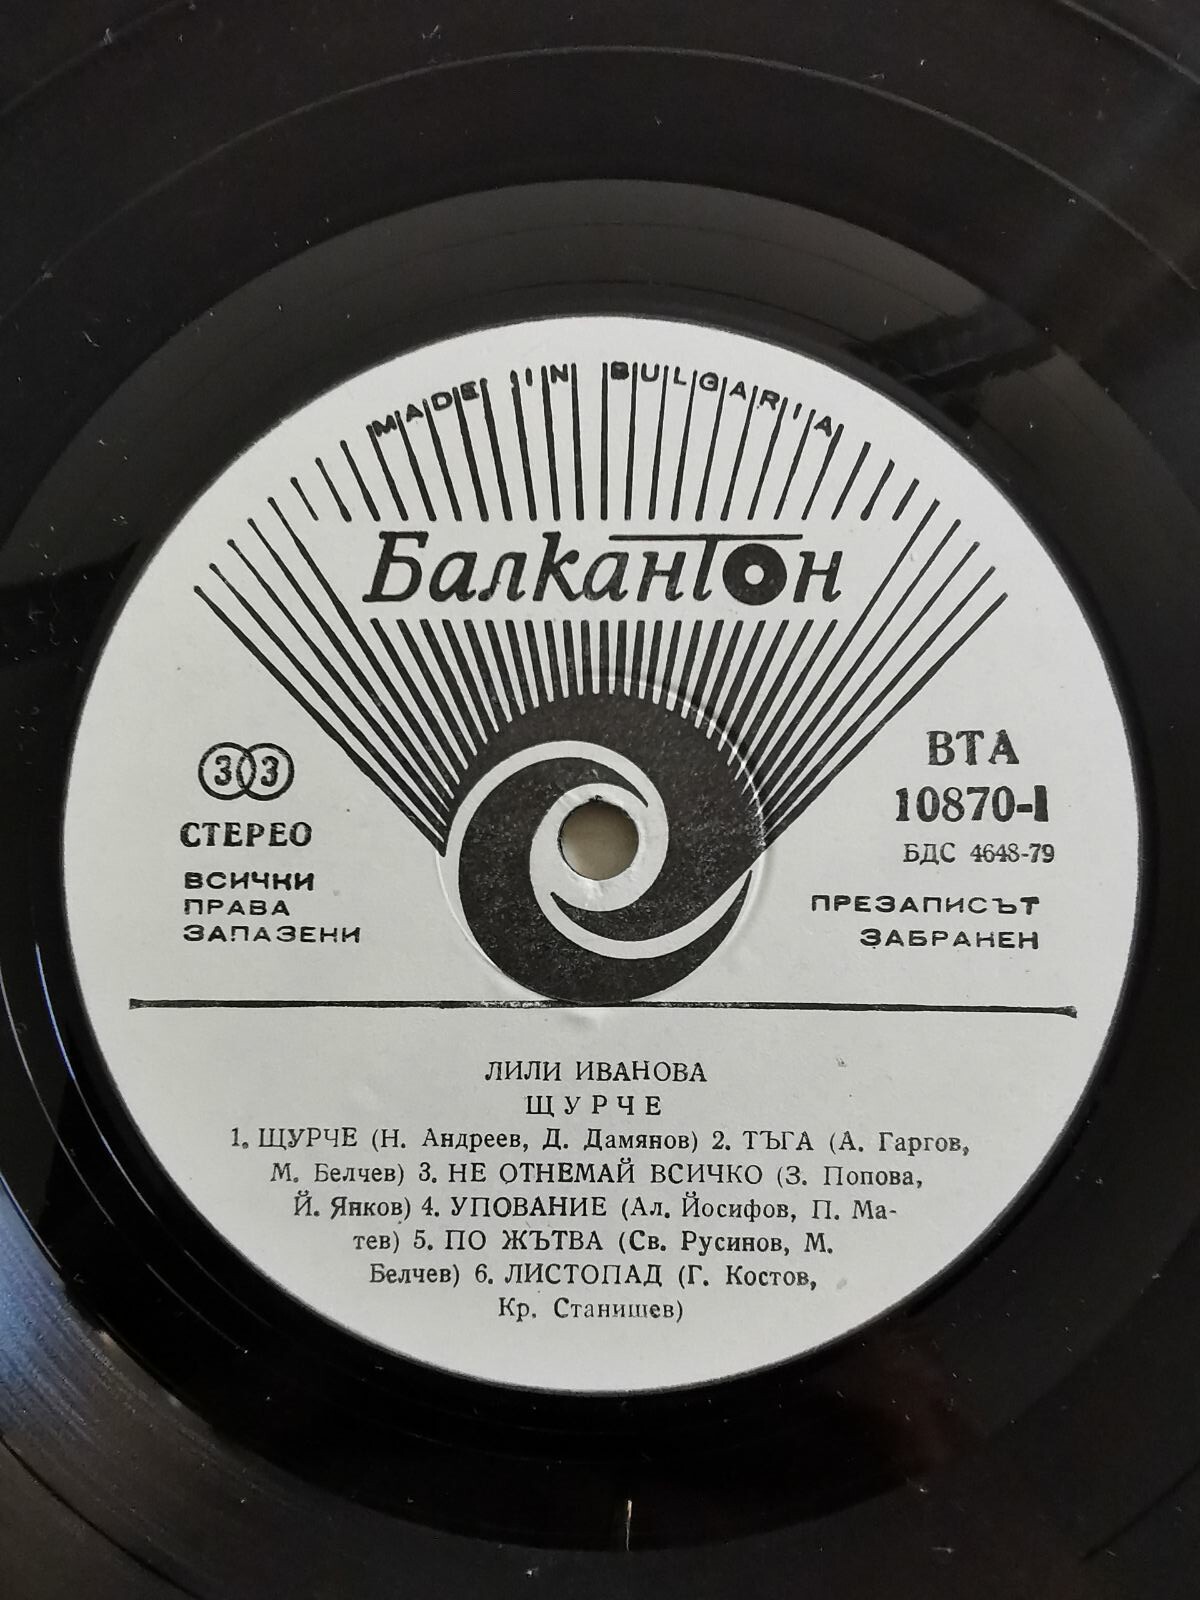 MADE IN BULGARIA
Балкантон
33
СТЕРЕО
ВСИЧКИ
ПРАВА
ЗАПАЗЕНИ
ВТА
10870-I
БДС 4648-79
ПРЕЗАПИСЪТ
ЗАБРАНЕН
ЛИЛИ ИВАНОВА
ЩУРЧЕ
1. ЩУРЧЕ (Н. Андреев, Д. Дамянов) 2. ТЪГА (А. Гаргов,
М. Белчев) 3. НЕ ОТНЕМАЙ ВСИЧКО (З. Попова,
Й. Янков) 4. УПОВАНИЕ (Ал. Йосифов, П. Ма-
тев) 5. ПО ЖЪТВА (Св. Русинов, М.
Белчев) 6. ЛИСТОПАД (Г. Костов,
Кр. Станишев)